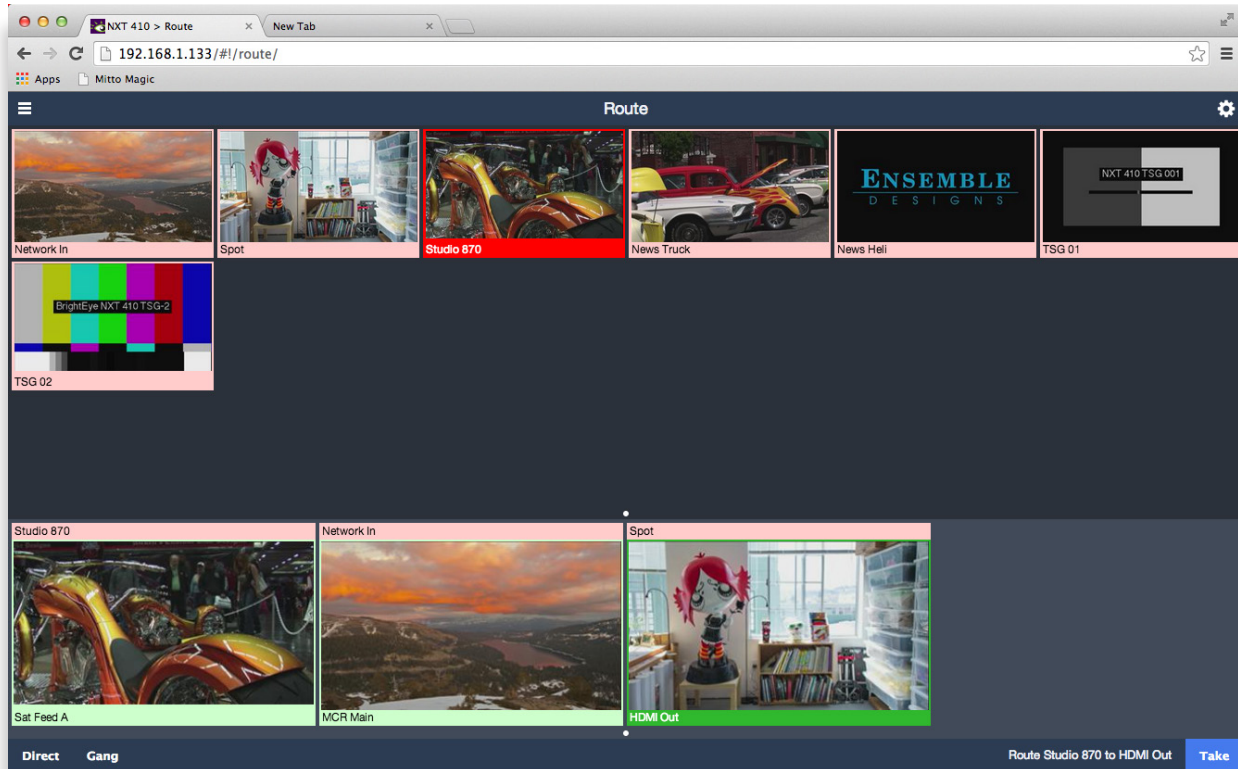 NXT 410 > Route
New Tab
192.168.1.133/#!/route/
Apps
Mitto Magic
Route
Network In
Spot
Studio 870
News Truck
ENSEMBLE
DESIGNS
News Heli
NXT 410 TSG 001
TSG 01
BrightEye NXT 410 TSG-2
TSG 02
Studio 870
Network In
Spot
Sat Feed A
MCR Main
HDMI Out
Direct
Gang
Route Studio 870 to HDMI Out
Take